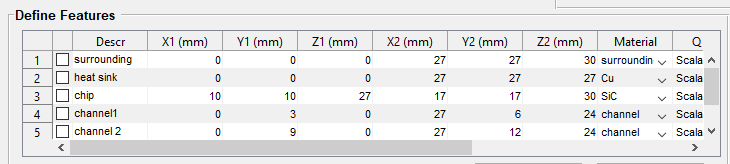 Define Features
Descr X1 (mm) Y1 (mm) Z1 (mm) X2 (mm) Y2 (mm) Z2 (mm) Material Q
1 surrounding 0 0 0 27 27 30 surroundin Scala
2 heat sink 0 0 0 27 27 30 Cu Scala
3 chip 10 10 27 17 17 30 SiC Scala
4 channel1 0 3 0 27 6 24 channel Scala
5 channel 2 0 9 0 27 12 24 channel Scala